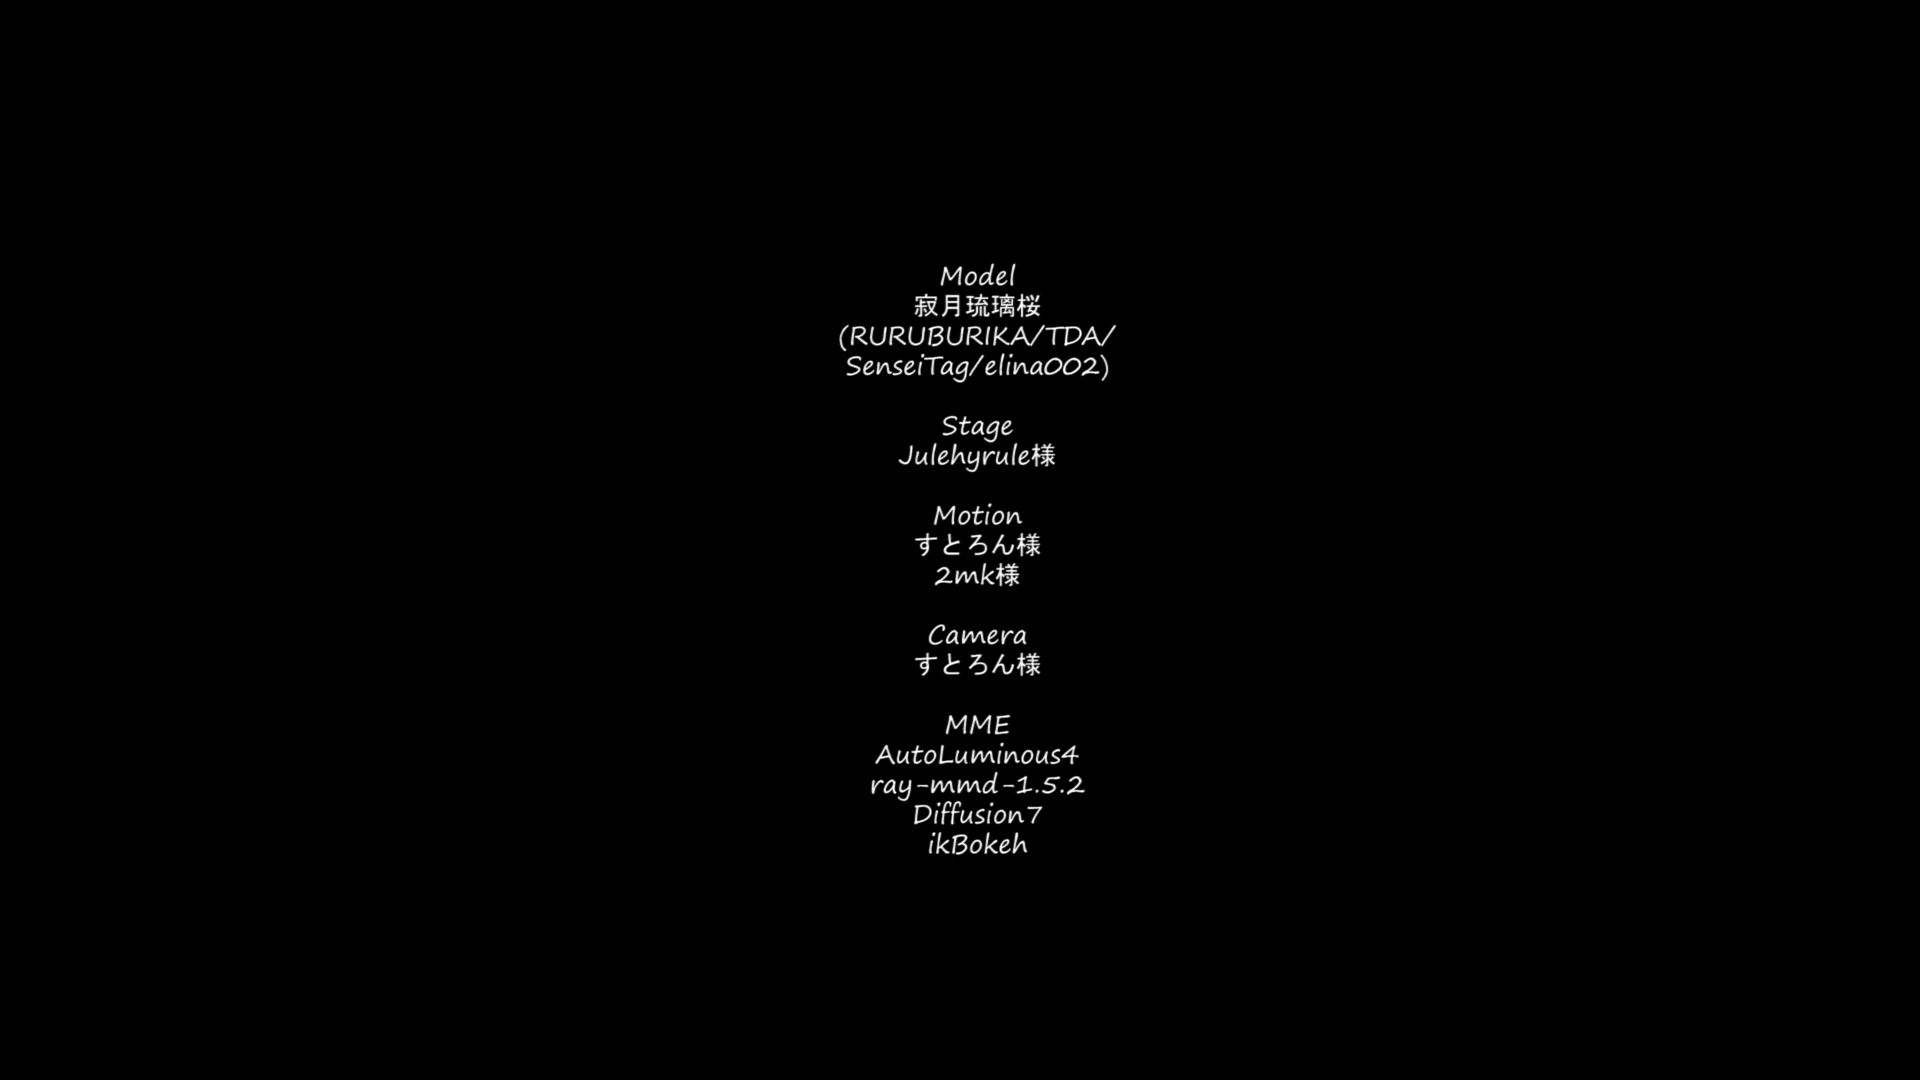 Model
寂月琉璃桜
(RURUBURIKA/TDA/
SenseiTag/elina002)
Stage
Julehyrule様
Motion
すとろん様
2mk様
Camera
すとろん様
MME
AutoLuminous4
ray-mmd-1.5.2
Diffusion7
ikBokeh